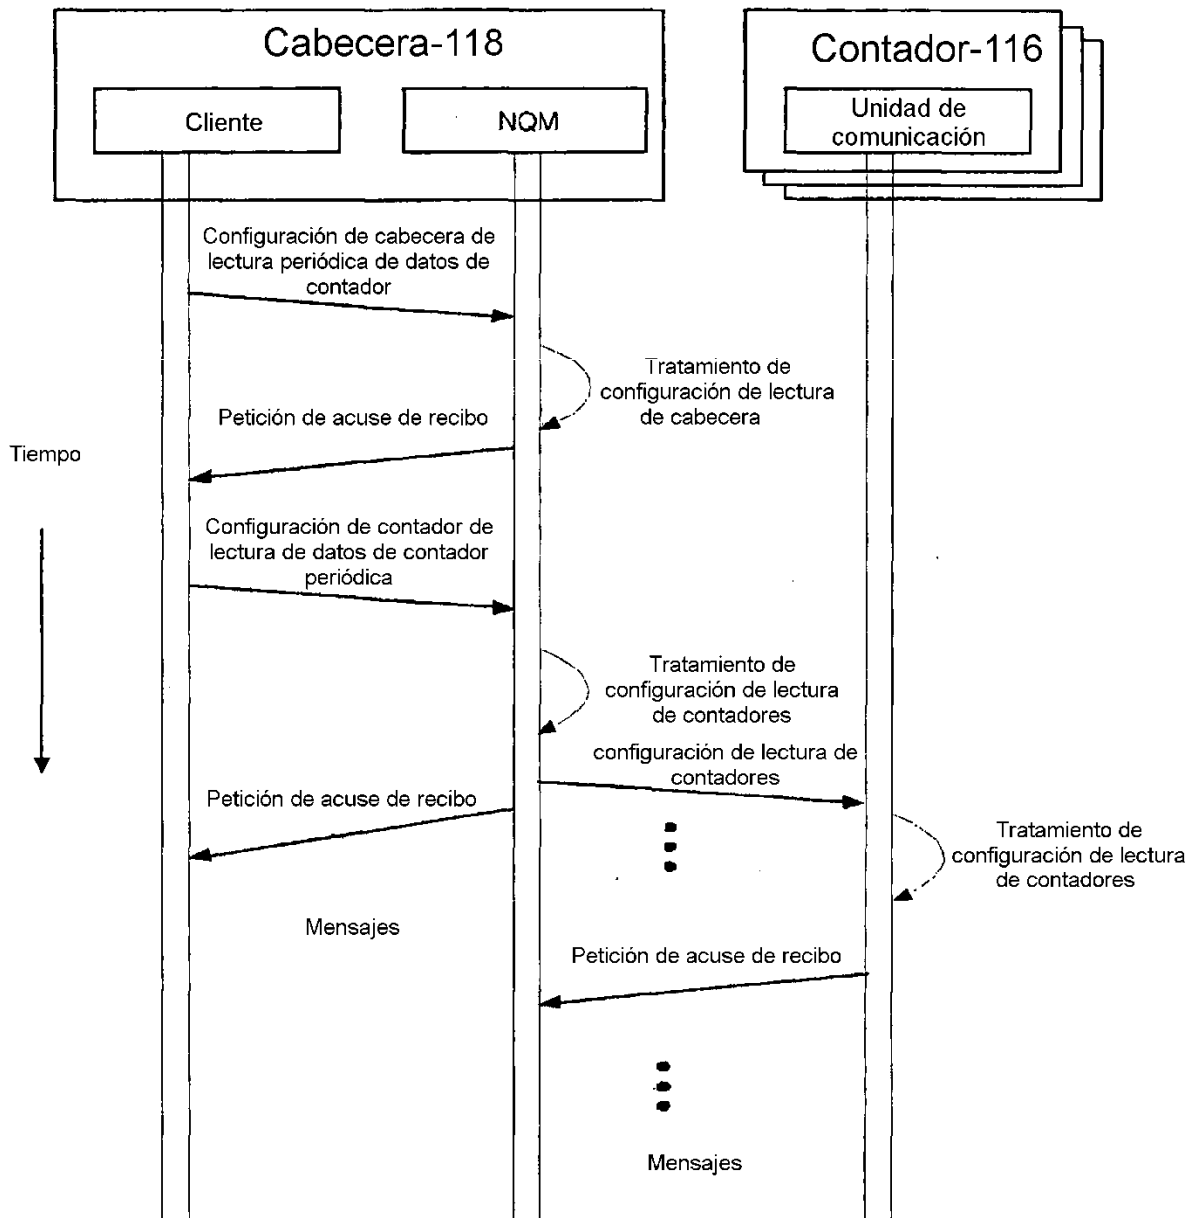 Cabecera-118
Contador-116
Cliente
NQM
Unidad de
comunicación
Configuración de cabecera de
lectura periódica de datos de
contador
Tratamiento de
configuración de lectura
de cabecera
Petición de acuse de recibo
Tiempo
Configuración de contador de
lectura de datos de contador
periódica
Tratamiento de
configuración de lectura
de contadores
configuración de lectura de
contadores
Petición de acuse de recibo
Tratamiento de
configuración de lectura
de contadores
Mensajes
Petición de acuse de recibo
Mensajes